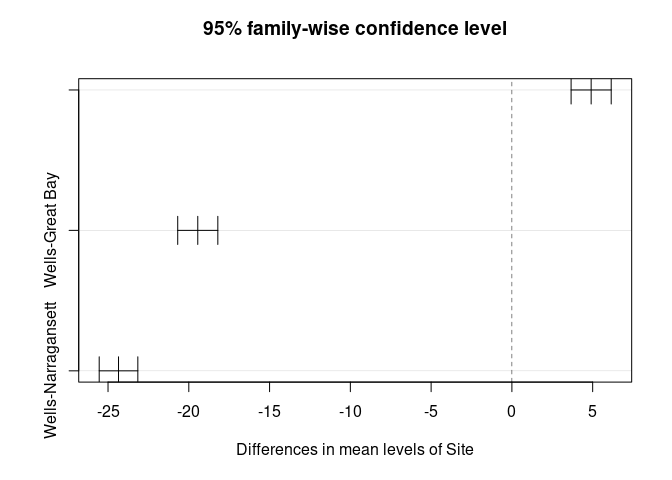 95% family-wise confidence level
Wells-Narragansett
Wells-Great Bay
-25 -20 -15 -10 -5 0 5
Differences in mean levels of Site